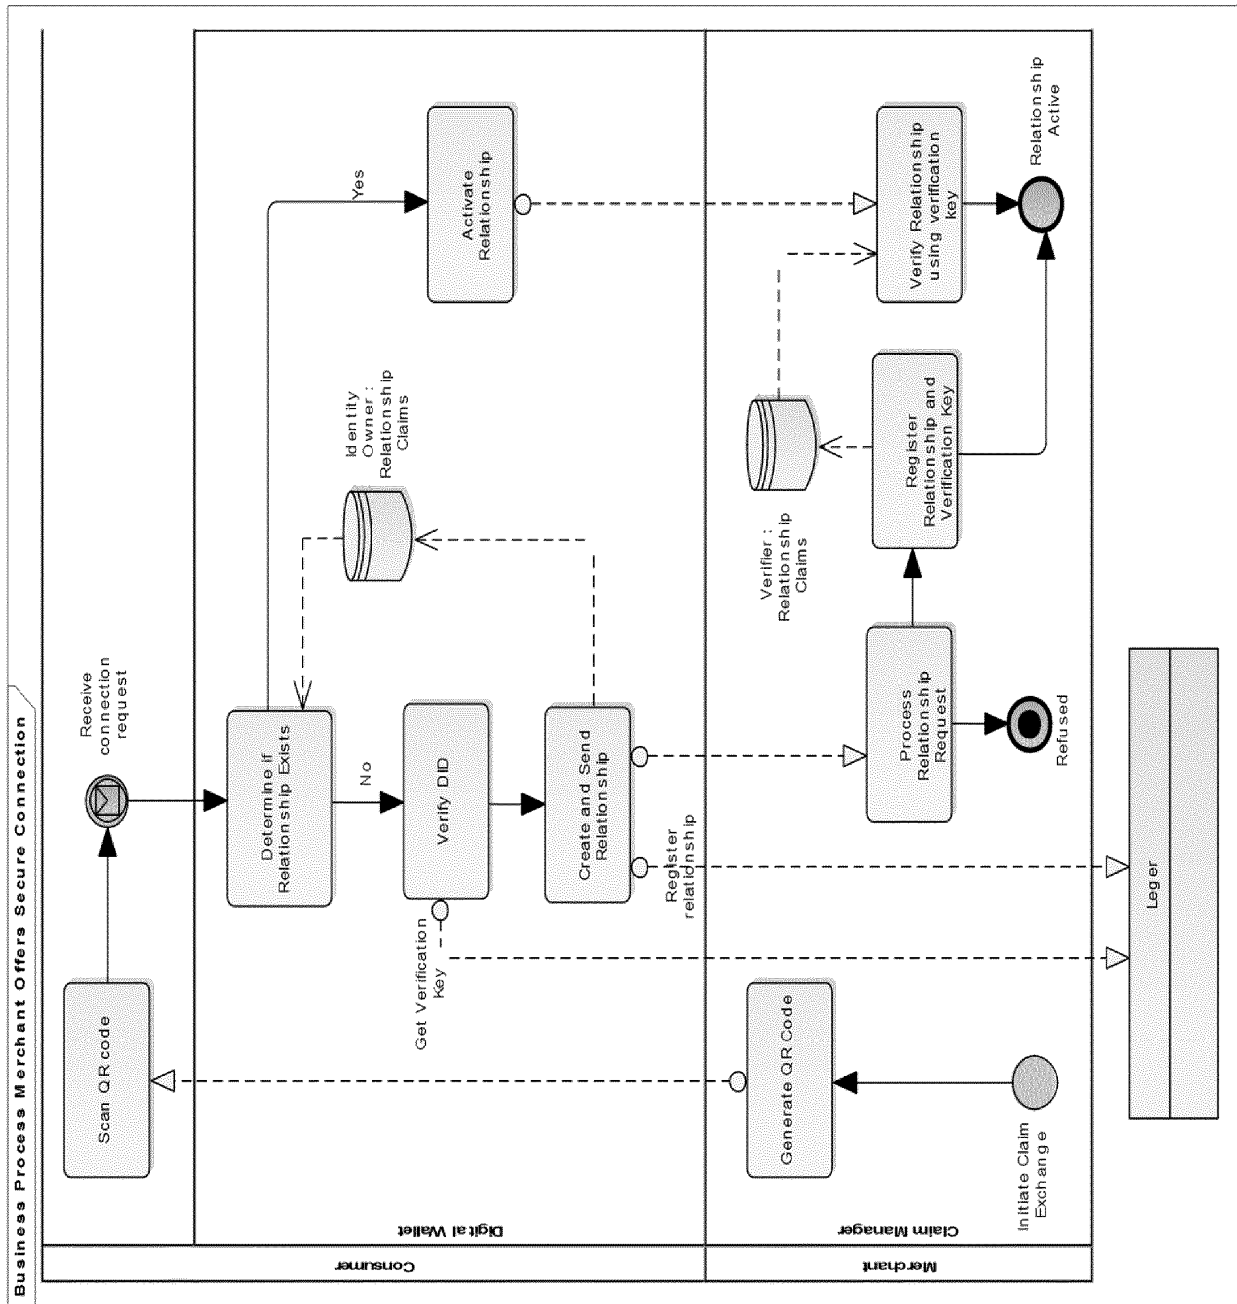 Business Process Merchant Offers Secure Connection
Consumer
Digital Wallet
Scan QR code
Receive
connection
request
Determine if
Relationship Exists
Yes
No
Verify DID
Get Verification
Key
Create and Send
Relationship
Register
relationship
Identity
Owner :
Relationship
Claims
Activate
Relationship
Merchant
Claim Manager
Initiate Claim
Exchange
Generate QR Code
Process
Relationship
Request
Refused
Register
Relationship and
Verification Key
Verifier :
Relationship
Claims
Verify Relationship
using verification
key
Relationship
Active
Leger